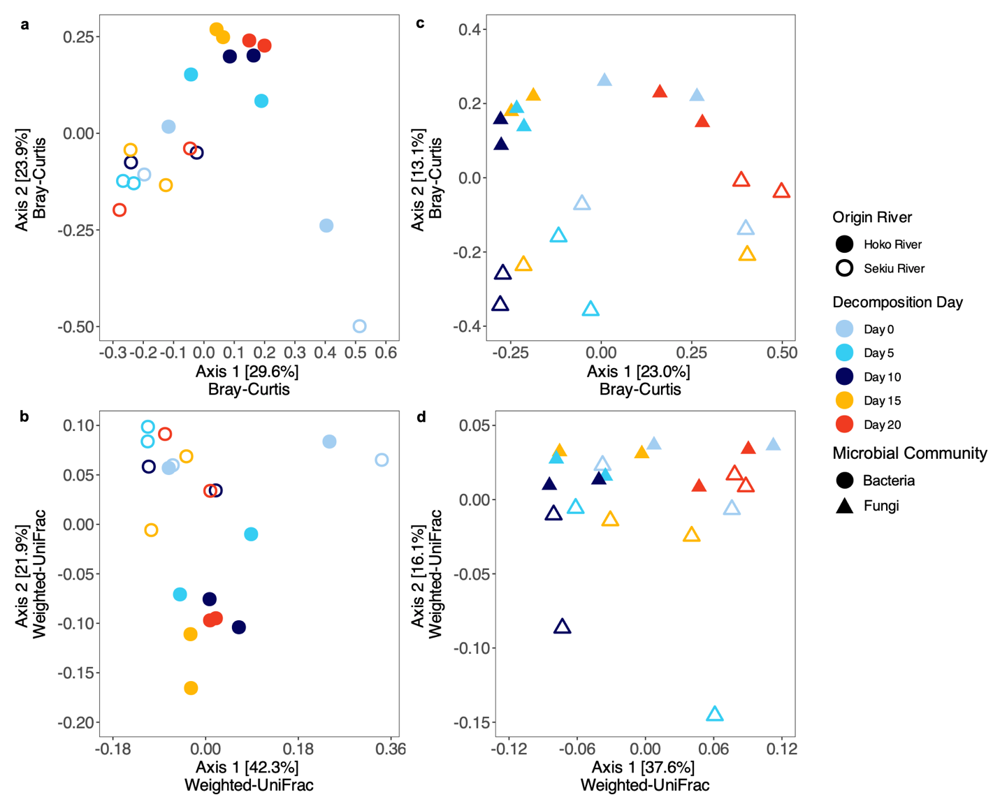 a
0.25
0.00
-0.25
-0.50
Axis 2 [23.9%]
Bray-Curtis
-0.3 -0.2 -0.1 0.0 0.1 0.2 0.3 0.4 0.5 0.6
Axis 1 [29.6%]
Bray-Curtis
c
0.4
0.2
0.0
-0.2
-0.4
Axis 2 [13.1%]
Bray-Curtis
-0.25 0.00 0.25 0.50
Axis 1 [23.0%]
Bray-Curtis
b
0.10
0.05
0.00
-0.05
-0.10
-0.15
-0.20
Axis 2 [21.9%]
Weighted-UniFrac
-0.18 0.00 0.18 0.36
Axis 1 [42.3%]
Weighted-UniFrac
d
0.05
0.00
-0.05
-0.10
-0.15
Axis 2 [16.1%]
Weighted-UniFrac
-0.12 -0.06 0.00 0.06 0.12
Axis 1 [37.6%]
Weighted-UniFrac
Origin River
Hoko River
Sekiu River
Decomposition Day
Day 0
Day 5
Day 10
Day 15
Day 20
Microbial Community
Bacteria
Fungi